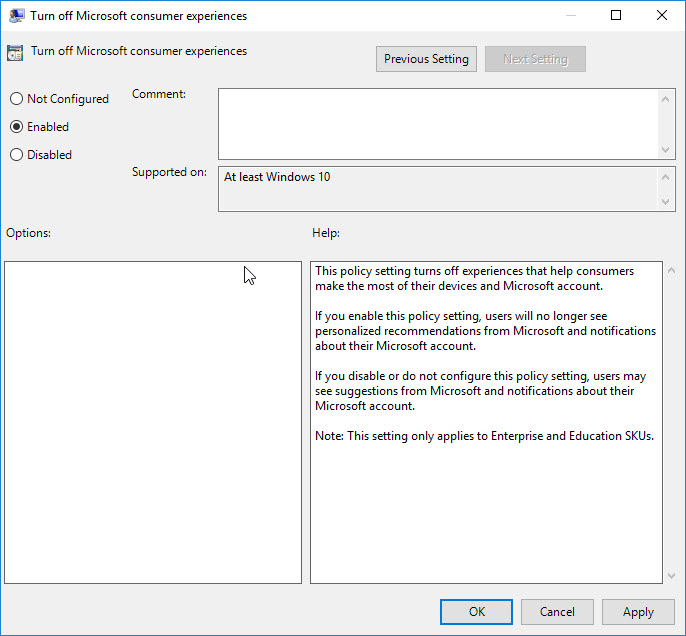 Turn off Microsoft consumer experiences
Turn off Microsoft consumer experiences
Previous Setting
Next Setting
Not Configured
Enabled
Disabled
Comment:
Supported on:
At least Windows 10
Options:
Help:
This policy setting turns off experiences that help consumers
make the most of their devices and Microsoft account.
If you enable this policy setting, users will no longer see
personalized recommendations from Microsoft and notifications
about their Microsoft account.
If you disable or do not configure this policy setting, users may
see suggestions from Microsoft and notifications about their
Microsoft account.
Note: This setting only applies to Enterprise and Education SKUs.
OK
Cancel
Apply